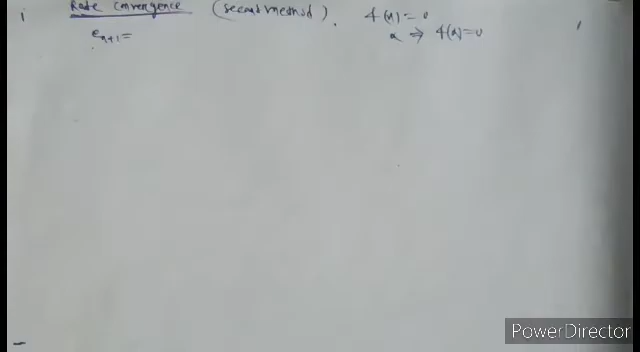 Rate convergence (secant method). f(x)=0
e_{n+1}= α ⇒ f(α)=0
PowerDirector